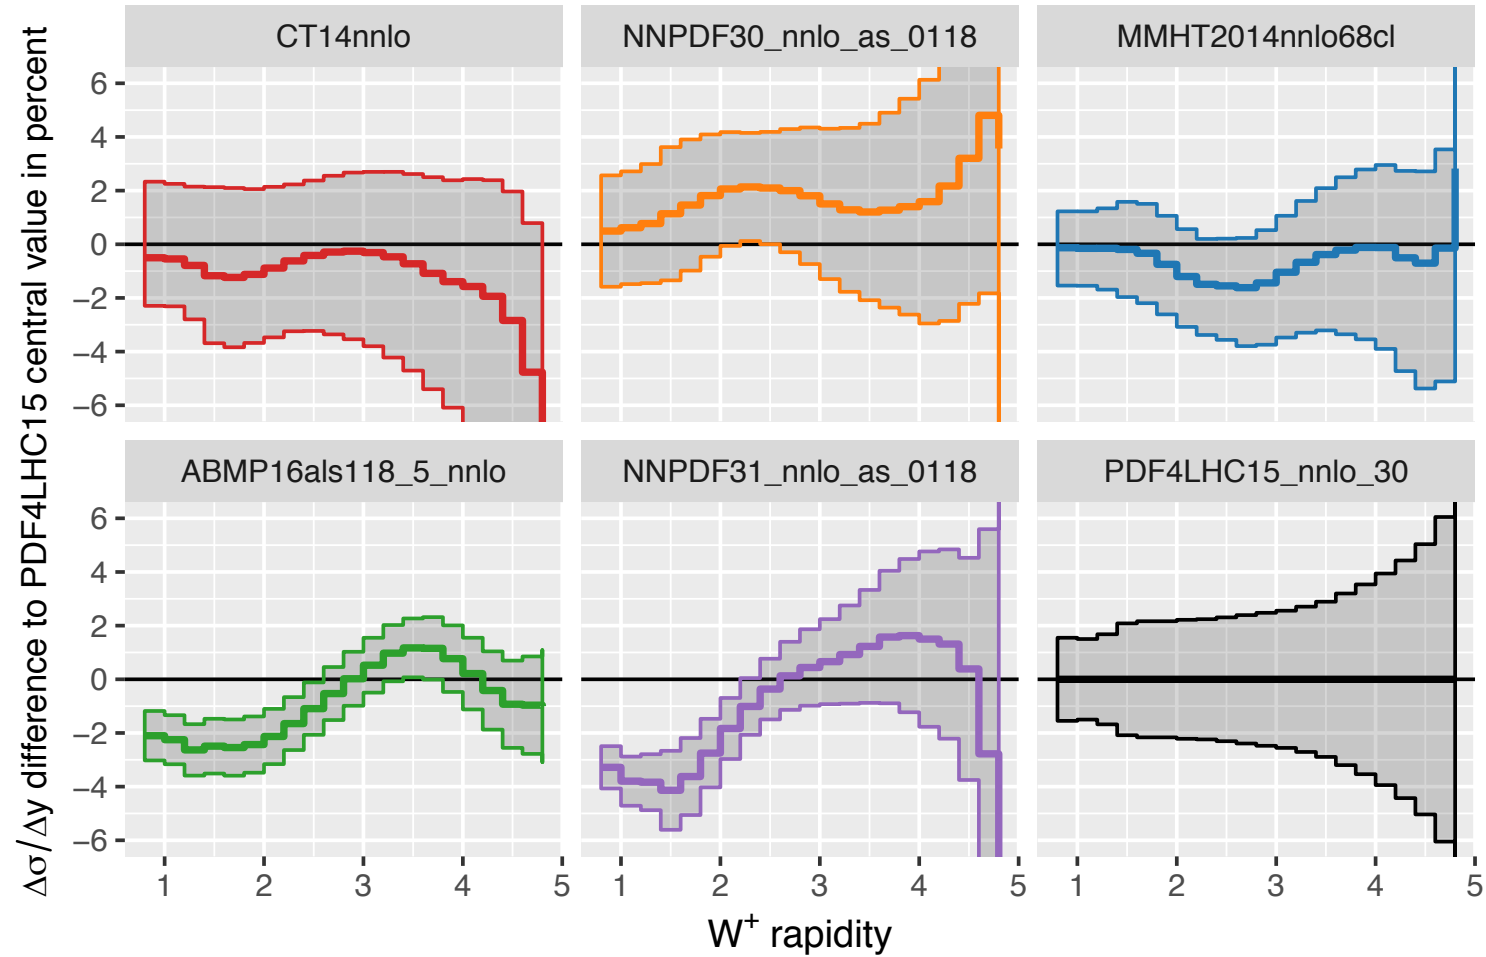 Δσ/Δy difference to PDF4LHC15 central value in percent
CT14nnlo
NNPDF30_nnlo_as_0118
MMHT2014nnlo68cl
6
4
2
0
−2
−4
−6
ABMP16als118_5_nnlo
NNPDF31_nnlo_as_0118
PDF4LHC15_nnlo_30
6
4
2
0
−2
−4
−6
1 2 3 4 5
1 2 3 4 5
1 2 3 4 5
W⁺ rapidity